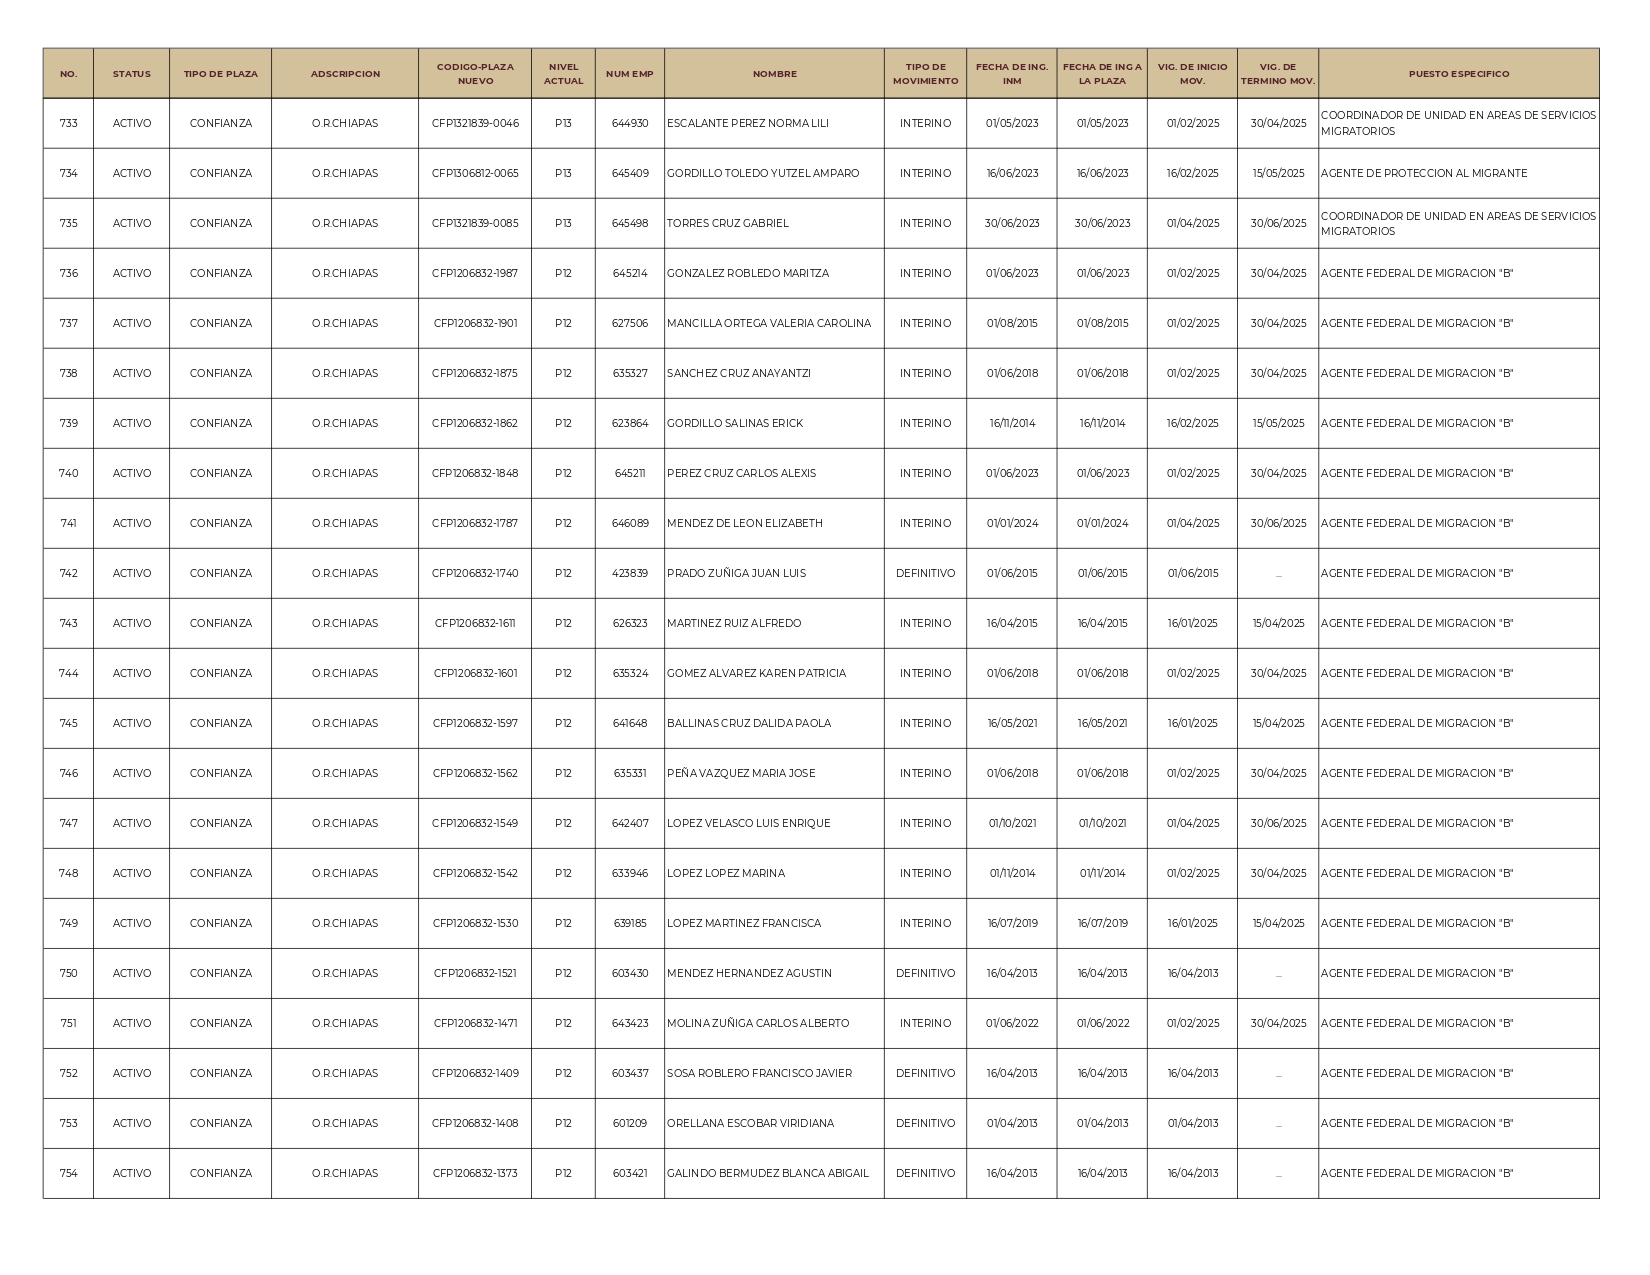 NO. STATUS TIPO DE PLAZA ADSCRIPCION CODIGO-PLAZA NUEVO NIVEL ACTUAL NUM EMP NOMBRE TIPO DE MOVIMIENTO FECHA DE ING. INM FECHA DE ING A LA PLAZA VIG. DE INICIO MOV. VIG. DE TERMINO MOV. PUESTO ESPECIFICO
733 ACTIVO CONFIANZA O.R.CHIAPAS CFP1321839-0046 P13 644930 ESCALANTE PEREZ NORMA LILI INTERINO 01/05/2023 01/05/2023 01/02/2025 30/04/2025 COORDINADOR DE UNIDAD EN AREAS DE SERVICIOS MIGRATORIOS
734 ACTIVO CONFIANZA O.R.CHIAPAS CFP1306812-0065 P13 645409 GORDILLO TOLEDO YUTZEL AMPARO INTERINO 16/06/2023 16/06/2023 16/02/2025 15/05/2025 AGENTE DE PROTECCION AL MIGRANTE
735 ACTIVO CONFIANZA O.R.CHIAPAS CFP1321839-0085 P13 645498 TORRES CRUZ GABRIEL INTERINO 30/06/2023 30/06/2023 01/04/2025 30/06/2025 COORDINADOR DE UNIDAD EN AREAS DE SERVICIOS MIGRATORIOS
736 ACTIVO CONFIANZA O.R.CHIAPAS CFP1206832-1987 P12 645214 GONZALEZ ROBLEDO MARITZA INTERINO 01/06/2023 01/06/2023 01/02/2025 30/04/2025 AGENTE FEDERAL DE MIGRACION "B"
737 ACTIVO CONFIANZA O.R.CHIAPAS CFP1206832-1901 P12 627506 MANCILLA ORTEGA VALERIA CAROLINA INTERINO 01/08/2015 01/08/2015 01/02/2025 30/04/2025 AGENTE FEDERAL DE MIGRACION "B"
738 ACTIVO CONFIANZA O.R.CHIAPAS CFP1206832-1875 P12 635327 SANCHEZ CRUZ ANAYANTZI INTERINO 01/06/2018 01/06/2018 01/02/2025 30/04/2025 AGENTE FEDERAL DE MIGRACION "B"
739 ACTIVO CONFIANZA O.R.CHIAPAS CFP1206832-1862 P12 623864 GORDILLO SALINAS ERICK INTERINO 16/11/2014 16/11/2014 16/02/2025 15/05/2025 AGENTE FEDERAL DE MIGRACION "B"
740 ACTIVO CONFIANZA O.R.CHIAPAS CFP1206832-1848 P12 645211 PEREZ CRUZ CARLOS ALEXIS INTERINO 01/06/2023 01/06/2023 01/02/2025 30/04/2025 AGENTE FEDERAL DE MIGRACION "B"
741 ACTIVO CONFIANZA O.R.CHIAPAS CFP1206832-1787 P12 646089 MENDEZ DE LEON ELIZABETH INTERINO 01/01/2024 01/01/2024 01/04/2025 30/06/2025 AGENTE FEDERAL DE MIGRACION "B"
742 ACTIVO CONFIANZA O.R.CHIAPAS CFP1206832-1740 P12 423839 PRADO ZUÑIGA JUAN LUIS DEFINITIVO 01/06/2015 01/06/2015 01/06/2015 ... AGENTE FEDERAL DE MIGRACION "B"
743 ACTIVO CONFIANZA O.R.CHIAPAS CFP1206832-1611 P12 626323 MARTINEZ RUIZ ALFREDO INTERINO 16/04/2015 16/04/2015 16/01/2025 15/04/2025 AGENTE FEDERAL DE MIGRACION "B"
744 ACTIVO CONFIANZA O.R.CHIAPAS CFP1206832-1601 P12 635324 GOMEZ ALVAREZ KAREN PATRICIA INTERINO 01/06/2018 01/06/2018 01/02/2025 30/04/2025 AGENTE FEDERAL DE MIGRACION "B"
745 ACTIVO CONFIANZA O.R.CHIAPAS CFP1206832-1597 P12 641648 BALLINAS CRUZ DALIDA PAOLA INTERINO 16/05/2021 16/05/2021 16/01/2025 15/04/2025 AGENTE FEDERAL DE MIGRACION "B"
746 ACTIVO CONFIANZA O.R.CHIAPAS CFP1206832-1562 P12 635331 PEÑA VAZQUEZ MARIA JOSE INTERINO 01/06/2018 01/06/2018 01/02/2025 30/04/2025 AGENTE FEDERAL DE MIGRACION "B"
747 ACTIVO CONFIANZA O.R.CHIAPAS CFP1206832-1549 P12 642407 LOPEZ VELASCO LUIS ENRIQUE INTERINO 01/10/2021 01/10/2021 01/04/2025 30/06/2025 AGENTE FEDERAL DE MIGRACION "B"
748 ACTIVO CONFIANZA O.R.CHIAPAS CFP1206832-1542 P12 633946 LOPEZ LOPEZ MARINA INTERINO 01/11/2014 01/11/2014 01/02/2025 30/04/2025 AGENTE FEDERAL DE MIGRACION "B"
749 ACTIVO CONFIANZA O.R.CHIAPAS CFP1206832-1530 P12 639185 LOPEZ MARTINEZ FRANCISCA INTERINO 16/07/2019 16/07/2019 16/01/2025 15/04/2025 AGENTE FEDERAL DE MIGRACION "B"
750 ACTIVO CONFIANZA O.R.CHIAPAS CFP1206832-1521 P12 603430 MENDEZ HERNANDEZ AGUSTIN DEFINITIVO 16/04/2013 16/04/2013 16/04/2013 ... AGENTE FEDERAL DE MIGRACION "B"
751 ACTIVO CONFIANZA O.R.CHIAPAS CFP1206832-1471 P12 643423 MOLINA ZUÑIGA CARLOS ALBERTO INTERINO 01/06/2022 01/06/2022 01/02/2025 30/04/2025 AGENTE FEDERAL DE MIGRACION "B"
752 ACTIVO CONFIANZA O.R.CHIAPAS CFP1206832-1409 P12 603437 SOSA ROBLERO FRANCISCO JAVIER DEFINITIVO 16/04/2013 16/04/2013 16/04/2013 ... AGENTE FEDERAL DE MIGRACION "B"
753 ACTIVO CONFIANZA O.R.CHIAPAS CFP1206832-1408 P12 601209 ORELLANA ESCOBAR VIRIDIANA DEFINITIVO 01/04/2013 01/04/2013 01/04/2013 ... AGENTE FEDERAL DE MIGRACION "B"
754 ACTIVO CONFIANZA O.R.CHIAPAS CFP1206832-1373 P12 603421 GALINDO BERMUDEZ BLANCA ABIGAIL DEFINITIVO 16/04/2013 16/04/2013 16/04/2013 ... AGENTE FEDERAL DE MIGRACION "B"